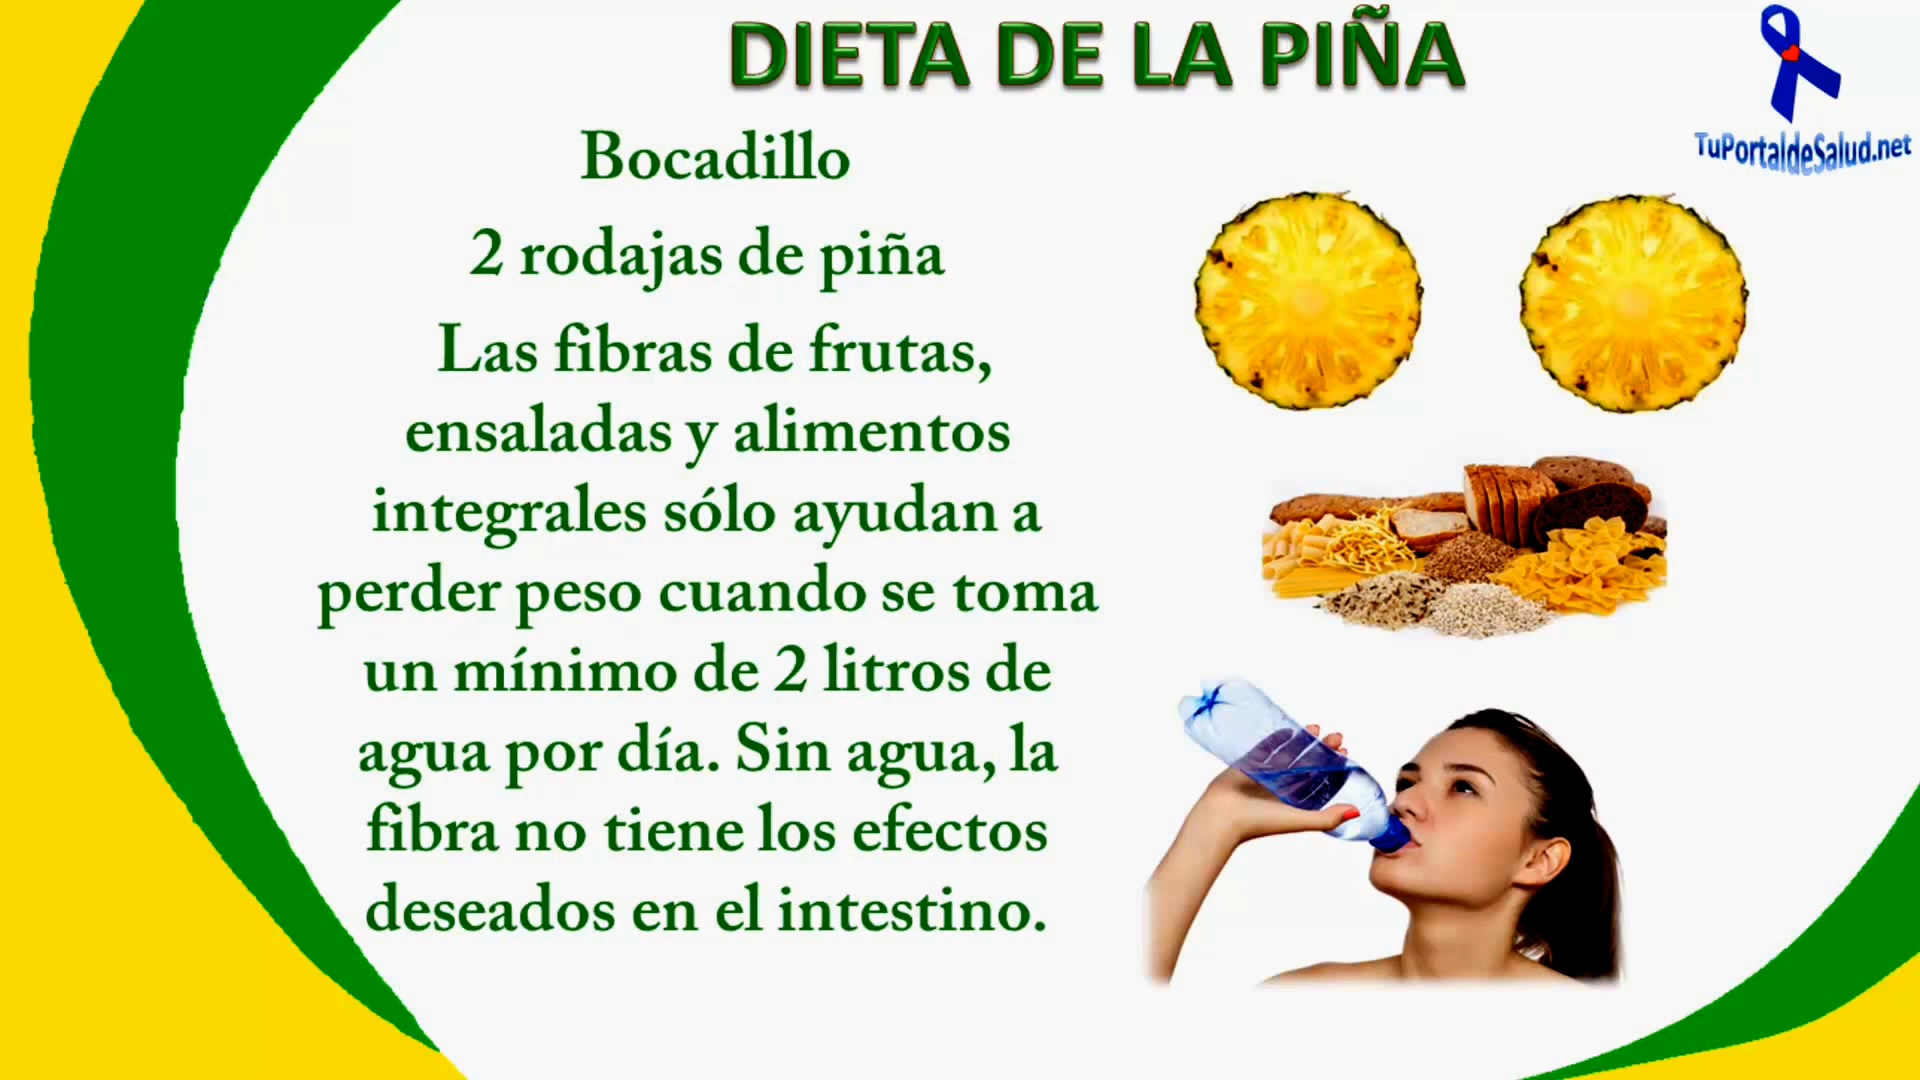 DIETA DE LA PIÑA
TuPortaldeSalud.net
Bocadillo
2 rodajas de piña
Las fibras de frutas,
ensaladas y alimentos
integrales sólo ayudan a
perder peso cuando se toma
un mínimo de 2 litros de
agua por día. Sin agua, la
fibra no tiene los efectos
deseados en el intestino.